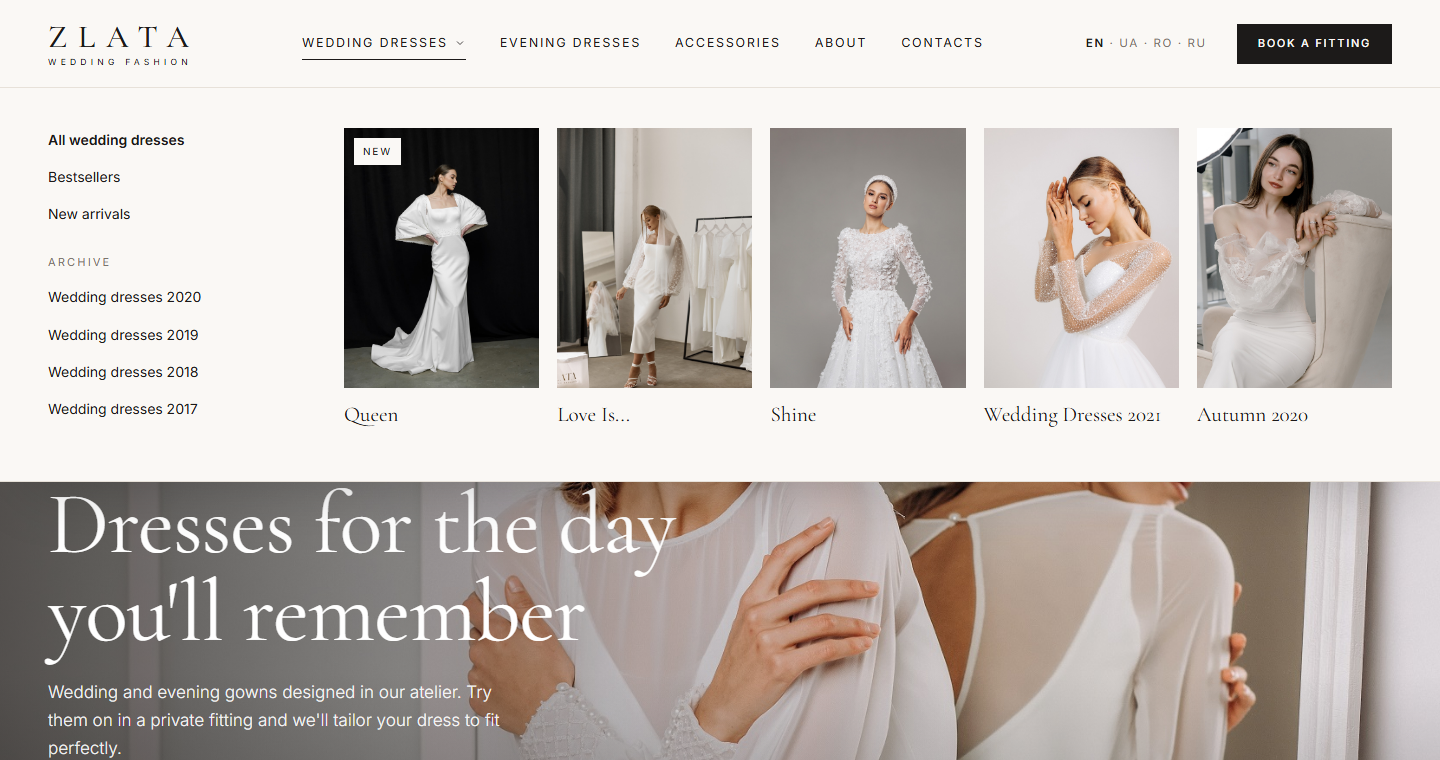 ZLATA
WEDDING FASHION
WEDDING DRESSES
EVENING DRESSES
ACCESSORIES
ABOUT
CONTACTS
EN · UA · RO · RU
BOOK A FITTING
All wedding dresses
Bestsellers
New arrivals
ARCHIVE
Wedding dresses 2020
Wedding dresses 2019
Wedding dresses 2018
Wedding dresses 2017
NEW
Queen
Love Is...
Shine
Wedding Dresses 2021
Autumn 2020
Dresses for the day
you'll remember
Wedding and evening gowns designed in our atelier. Try
them on in a private fitting and we'll tailor your dress to fit
perfectly.